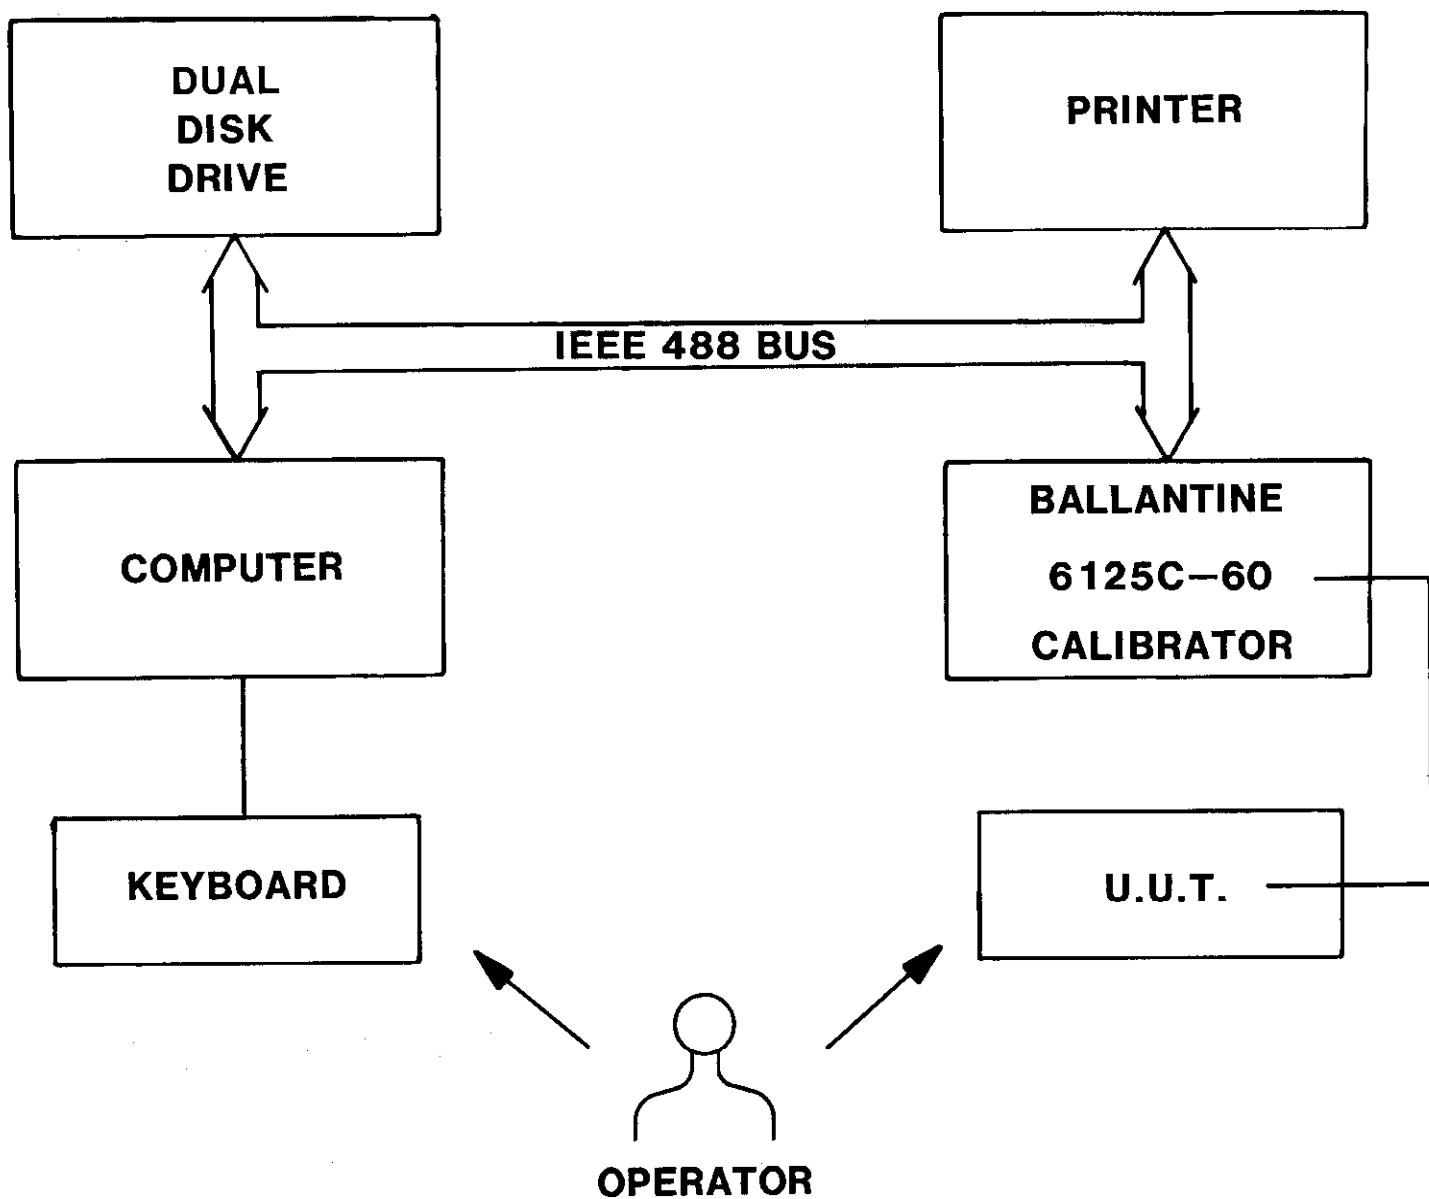 DUAL
DISK
DRIVE
PRINTER
IEEE 488 BUS
COMPUTER
BALLANTINE
6125C–60
CALIBRATOR
KEYBOARD
U.U.T.
OPERATOR